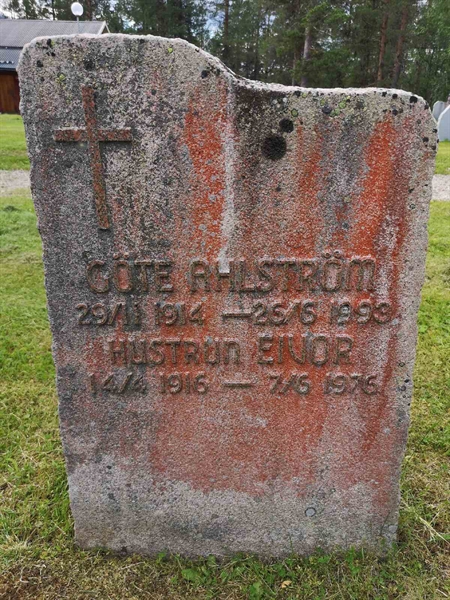 GÖTE AHLSTRÖM
29/11 1914 — 26/6 1993
HUSTRUN EIVOR
14/4 1916 — 7/6 1976